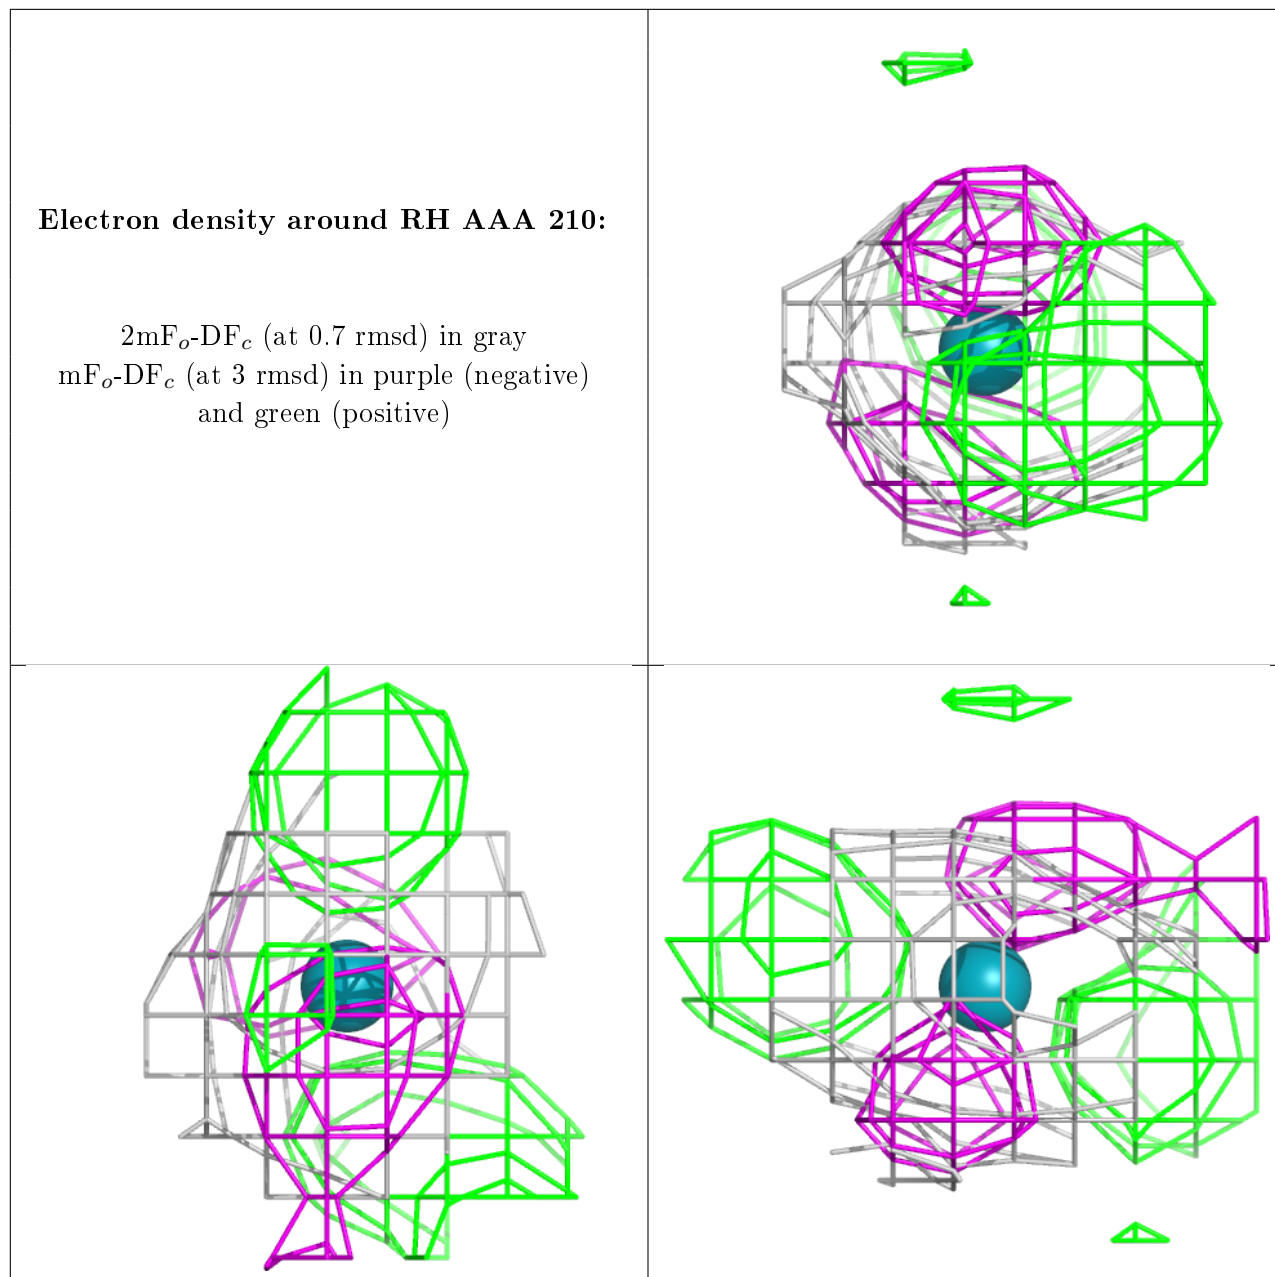 Electron density around RH AAA 210:
2mFₒ-DF𝒸 (at 0.7 rmsd) in gray
mFₒ-DF𝒸 (at 3 rmsd) in purple (negative)
and green (positive)